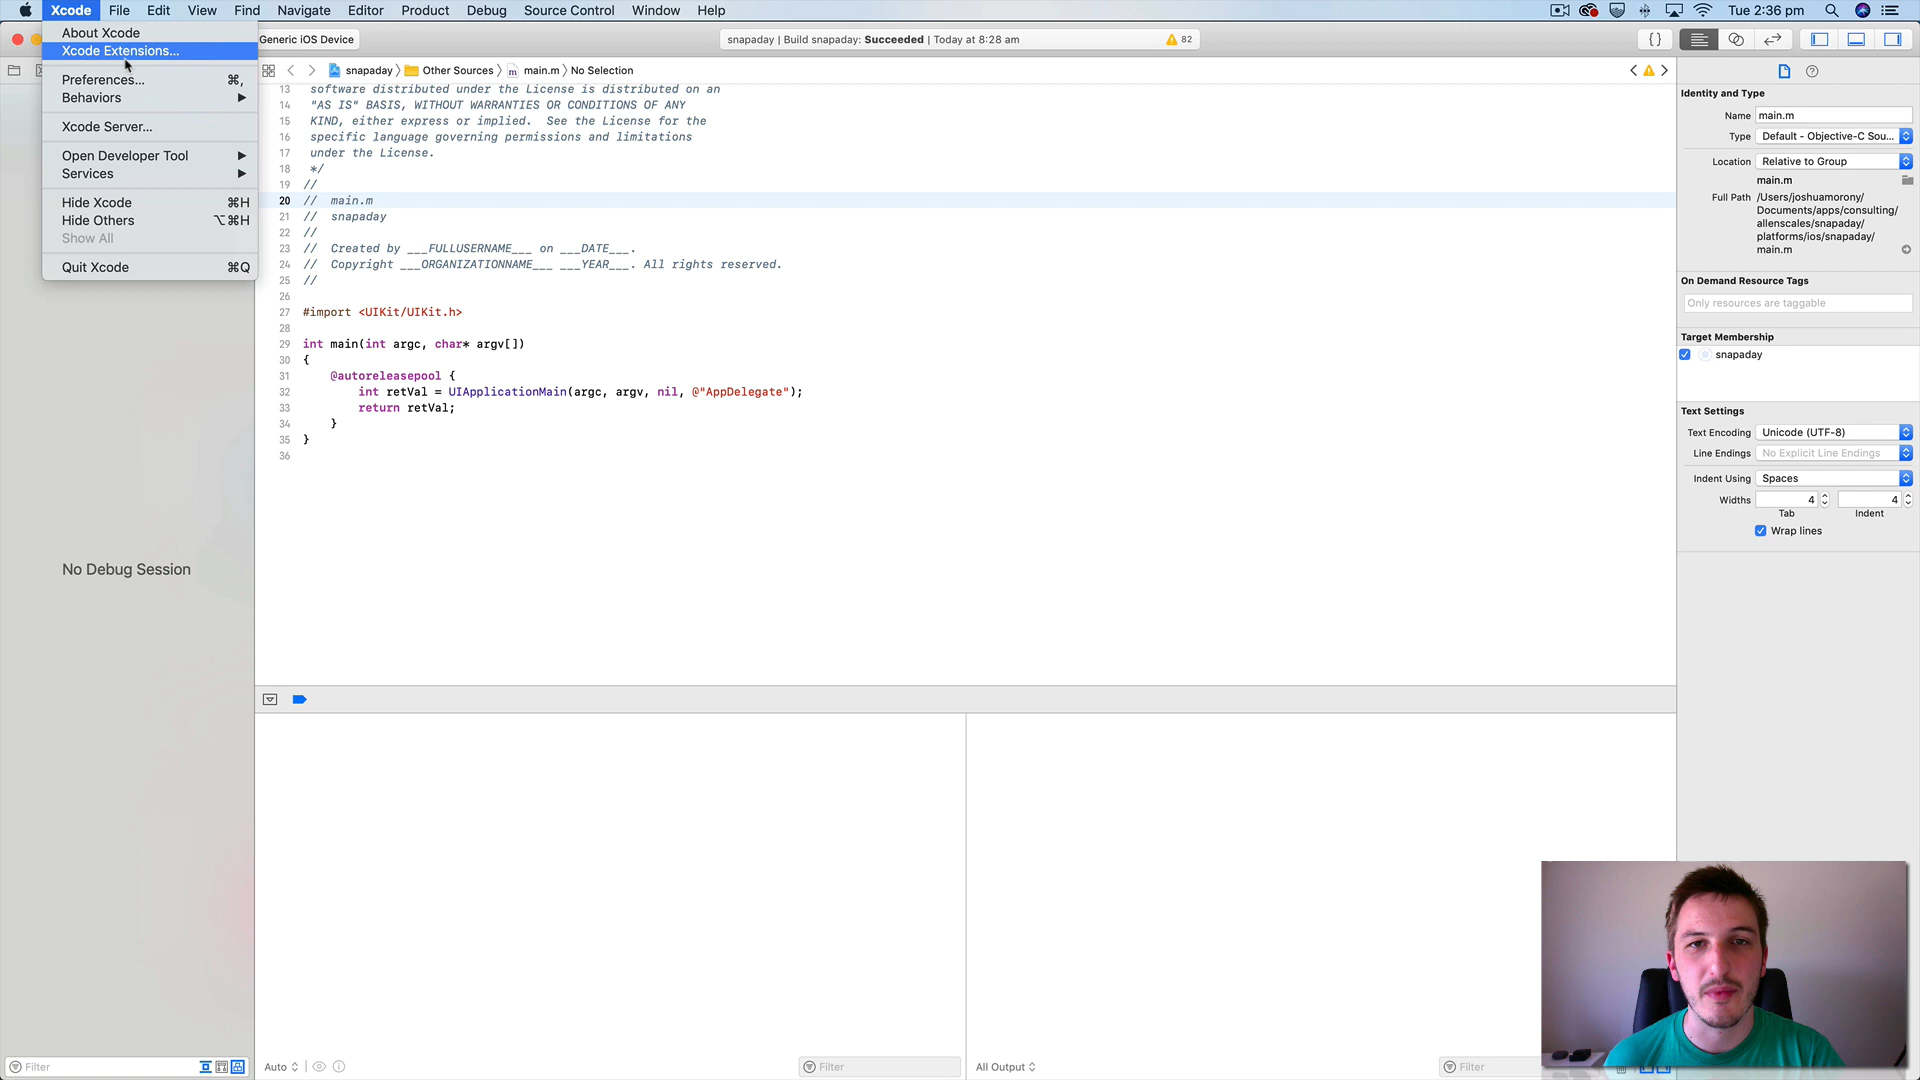 Xcode File Edit View Find Navigate Editor Product Debug Source Control Window Help Tue 2:36 pm
About Xcode
Xcode Extensions...
Preferences... ⌘,
Behaviors
Xcode Server...
Open Developer Tool
Services
Hide Xcode ⌘H
Hide Others ⌥⌘H
Show All
Quit Xcode ⌘Q
Generic iOS Device
snapaday | Build snapaday: Succeeded | Today at 8:28 am
82
snapaday Other Sources main.m No Selection
13 software distributed under the License is distributed on an
14 "AS IS" BASIS, WITHOUT WARRANTIES OR CONDITIONS OF ANY
15 KIND, either express or implied.  See the License for the
16 specific language governing permissions and limitations
17 under the License.
18 */
19 //
20 //  main.m
21 //  snapaday
22 //
23 //  Created by ___FULLUSERNAME___ on ___DATE___.
24 //  Copyright ___ORGANIZATIONNAME___ ___YEAR___. All rights reserved.
25 //
26
27 #import <UIKit/UIKit.h>
28
29 int main(int argc, char* argv[])
30 {
31     @autoreleasepool {
32         int retVal = UIApplicationMain(argc, argv, nil, @"AppDelegate");
33         return retVal;
34     }
35 }
36
No Debug Session
Filter
Auto
Filter
All Output
Filter
Identity and Type
Name main.m
Type Default - Objective-C Sou...
Location Relative to Group
main.m
Full Path /Users/joshuamorony/
Documents/apps/consulting/
allenscales/snapaday/
platforms/ios/snapaday/
main.m
On Demand Resource Tags
Only resources are taggable
Target Membership
snapaday
Text Settings
Text Encoding Unicode (UTF-8)
Line Endings No Explicit Line Endings
Indent Using Spaces
Widths 4 4
Tab Indent
Wrap lines